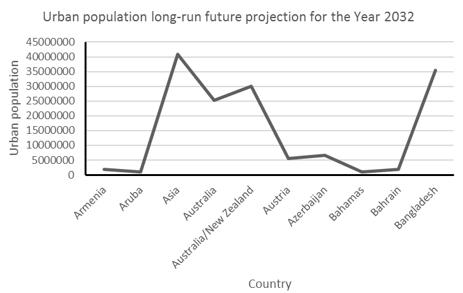 Urban population long-run future projection for the Year 2032
45000000
40000000
35000000
30000000
25000000
20000000
15000000
10000000
5000000
0
Urban population
Armenia
Aruba
Asia
Australia
Australia/New Zealand
Austria
Azerbaijan
Bahamas
Bahrain
Bangladesh
Country